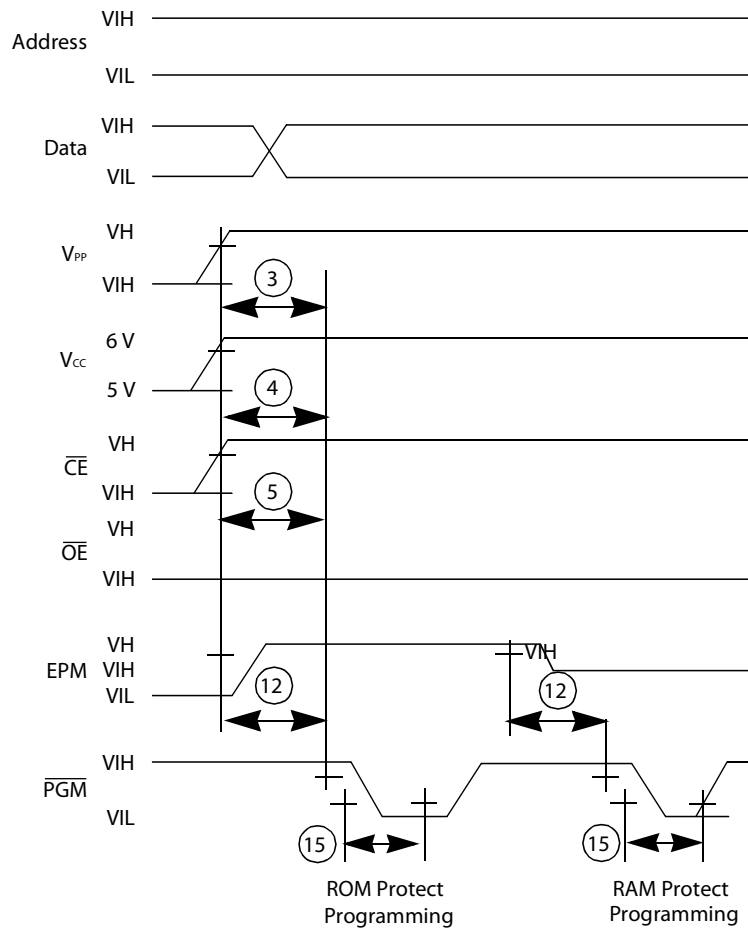 VIH
Address
VIL
VIH
Data
VIL
VH
VPP
VIH
3
6 V
VCC
5 V
4
VH
CE
VIH
5
VH
OE
VIH
VH
EPM
VIH
VIL
12
VIH
12
VIH
PGM
VIL
15
15
ROM Protect
Programming
RAM Protect
Programming